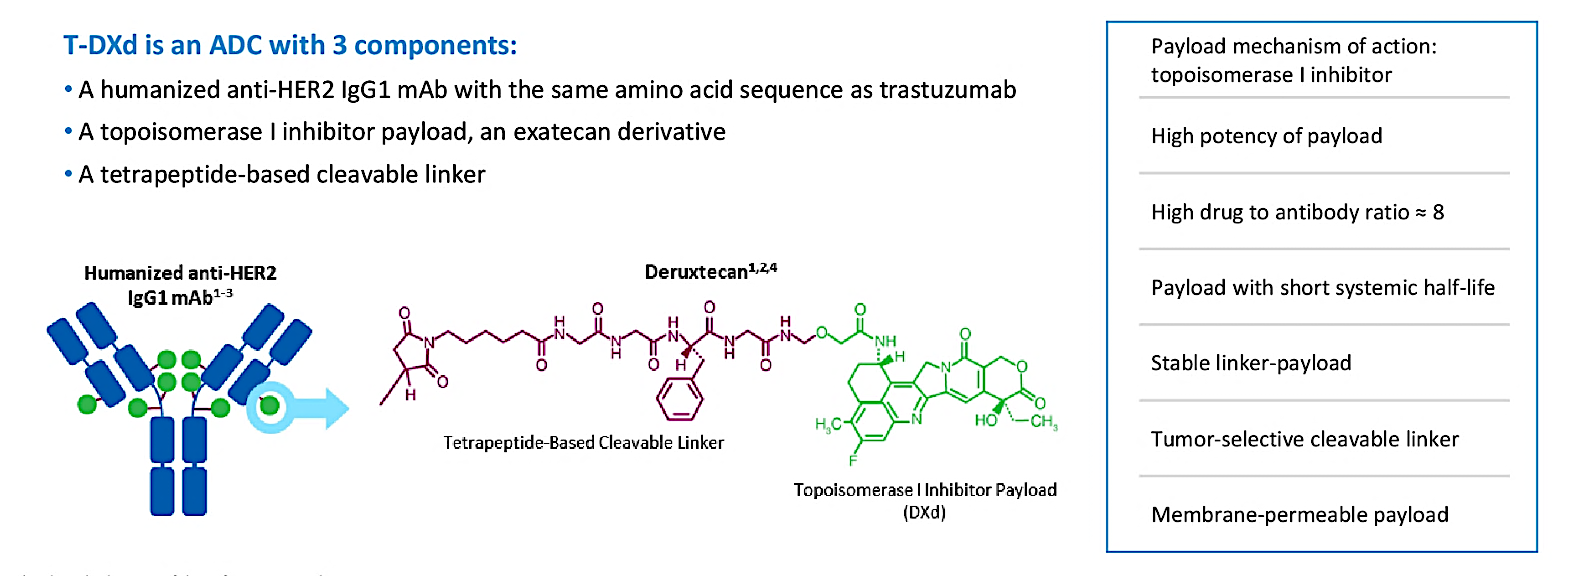 T-DXd is an ADC with 3 components:
• A humanized anti-HER2 IgG1 mAb with the same amino acid sequence as trastuzumab
• A topoisomerase I inhibitor payload, an exatecan derivative
• A tetrapeptide-based cleavable linker
Humanized anti-HER2
IgG1 mAb1-3
Deruxtecan1,2,4
O
N
O
H
O
H
N
O
N
H
O
H
N
H
O
N
H
O
H
N
O
O
NH
H
O
N
O
O
N
HO
CH3
H3C
F
Tetrapeptide-Based Cleavable Linker
Topoisomerase I Inhibitor Payload
(DXd)
Payload mechanism of action:
topoisomerase I inhibitor
High potency of payload
High drug to antibody ratio ≈ 8
Payload with short systemic half-life
Stable linker-payload
Tumor-selective cleavable linker
Membrane-permeable payload